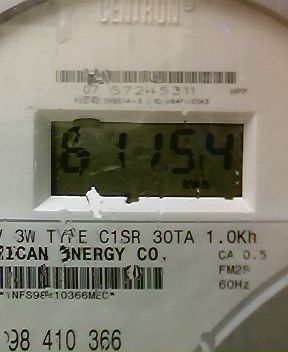 CENTRON®
07 572 45311
61154
kWh
V 3W TYPE C1SR 30TA 1.0Kh
RICAN ENERGY CO. CA 0.5
FM2S
60Hz
98 410 366